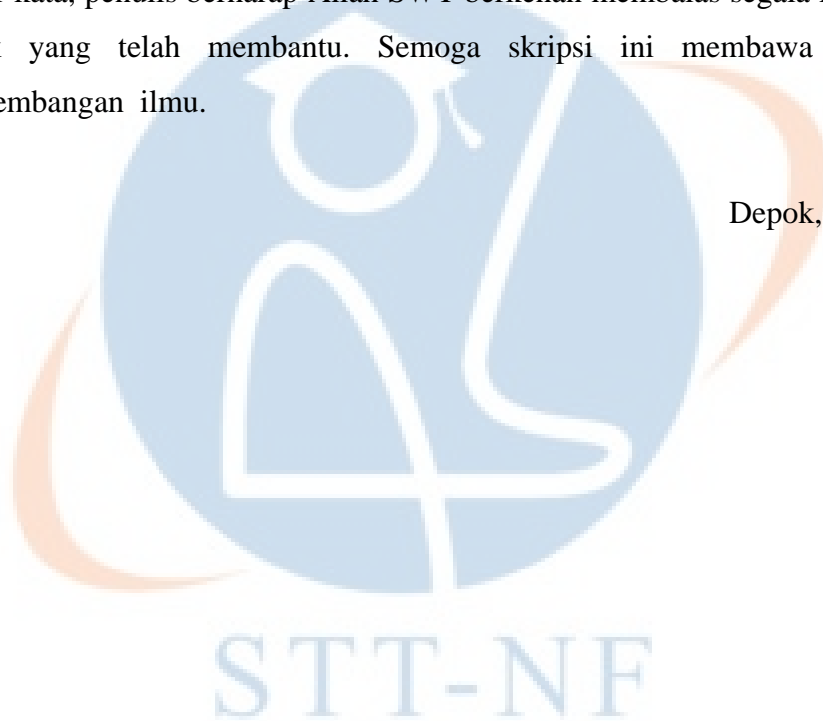 kata, penulis berharap Allah SWT berkenan membalas segala
yang telah membantu. Semoga skripsi ini membawa
embangan ilmu.
Depok,
STT-NF